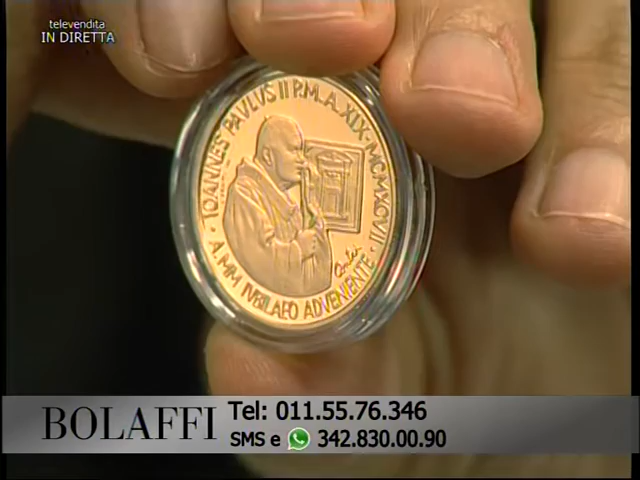 televendita
IN DIRETTA
IOANNES PAVLVS II P.M. A. XIX - MCMXCVII
A. MM IVBILAEO ADVENIENTE
BOLAFFI
Tel: 011.55.76.346
SMS e 342.830.00.90